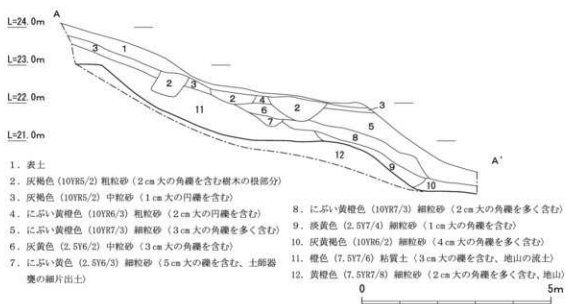 A
L=24.0m
L=23.0m
L=22.0m
L=21.0m
1
3
2
3
2
4
2
3
6
7
5
11
8
12
9
10
A'
1. 表土
2. 灰褐色 (10YR5/2) 粗粒砂 (2cm大の角礫を含む樹木の根部分)
3. 灰褐色 (10YR5/2) 中粒砂 (1cm大の円礫を含む)
4. にぶい黄橙色 (10YR6/3) 粗粒砂 (2cm大の円礫を含む)
5. にぶい黄橙色 (10YR7/4) 細粒砂 (3cm大の角礫を多く含む)
6. 灰黄色 (2.5Y6/2) 中粒砂 (3cm大の角礫を含む)
7. にぶい黄色 (2.5Y6/3) 細粒砂 (5cm大の礫を含む、土師器
甕の細片出土)
8. にぶい黄橙色 (10YR7/3) 細粒砂 (2cm大の角礫を多く含む)
9. 淡黄色 (2.5Y7/4) 細粒砂 (1cm大の角礫を含む)
10. 灰黄褐色 (10YR6/2) 細粒砂 (4cm大の角礫を多く含む)
11. 橙色 (7.5Y7/6) 粘質土 (3cm大の礫を含む、地山の流土)
12. 黄橙色 (7.5YR7/8) 細粒砂 (2cm大の角礫を多く含む、地山)
0
5m